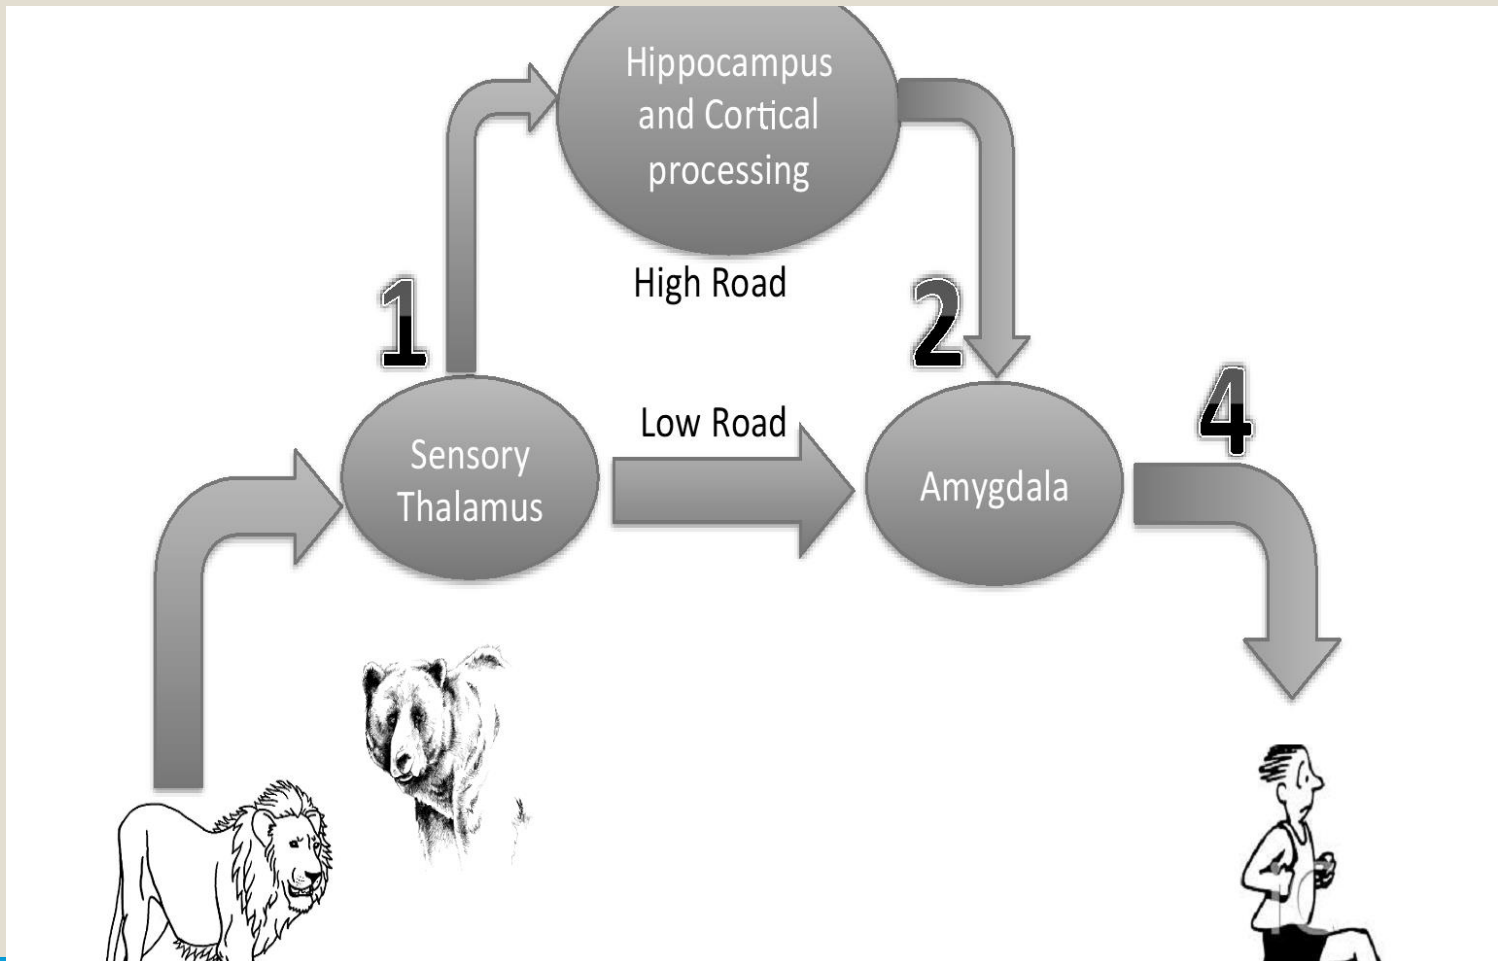 Hippocampus
and Cortical
processing
High Road
1
2
Low Road
4
Sensory
Thalamus
Amygdala